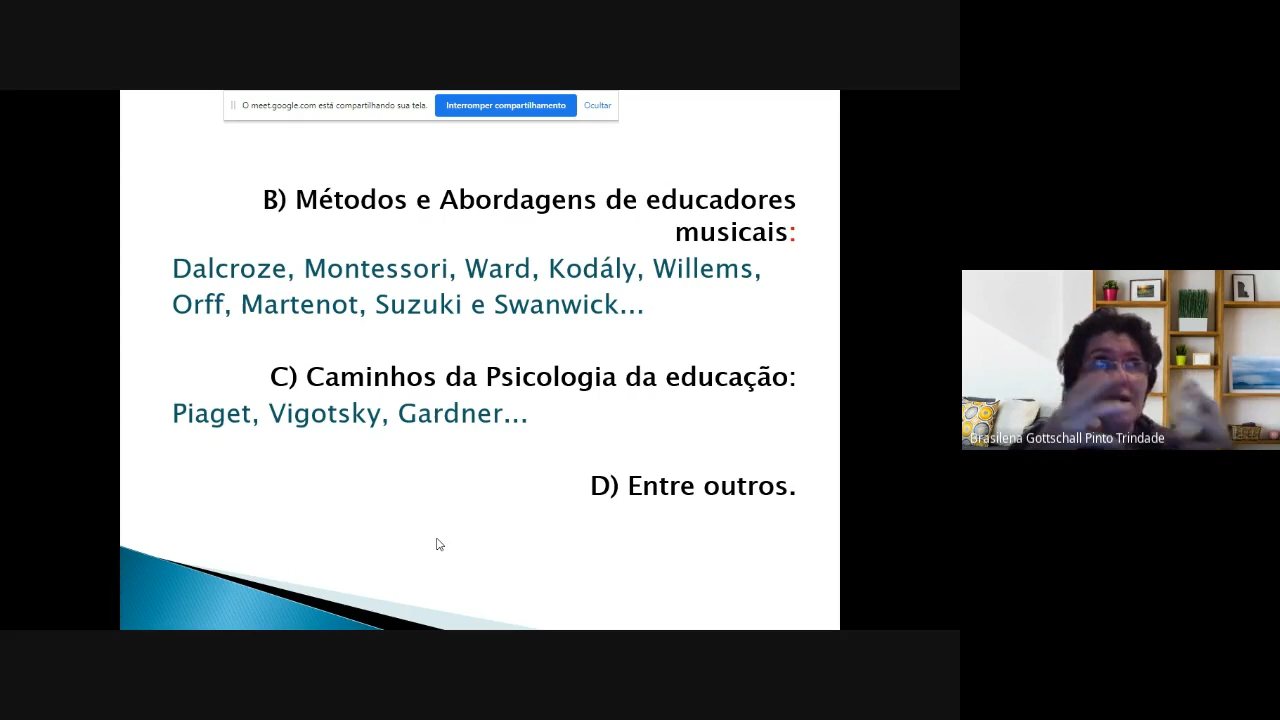 O meet.google.com está compartilhando sua tela.
Interromper compartilhamento
Ocultar
B) Métodos e Abordagens de educadores
musicais:
Dalcroze, Montessori, Ward, Kodály, Willems,
Orff, Martenot, Suzuki e Swanwick...
C) Caminhos da Psicologia da educação:
Piaget, Vigotsky, Gardner...
D) Entre outros.
Brasilena Gottschall Pinto Trindade